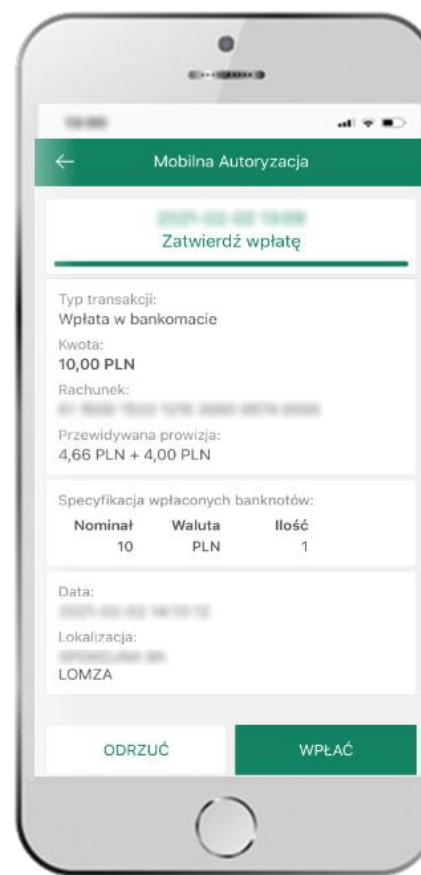 Mobilna Autoryzacja
Zatwierdź wpłatę
Typ transakcji:
Wpłata w bankomacie
Kwota:
10,00 PLN
Rachunek:
Przewidywana prowizja:
4,66 PLN + 4,00 PLN
Specyfikacja wpłaconych banknotów:
Nominał Waluta Ilość
10 PLN 1
Data:
Lokalizacja:
LOMZA
ODRZUĆ WPŁAĆ